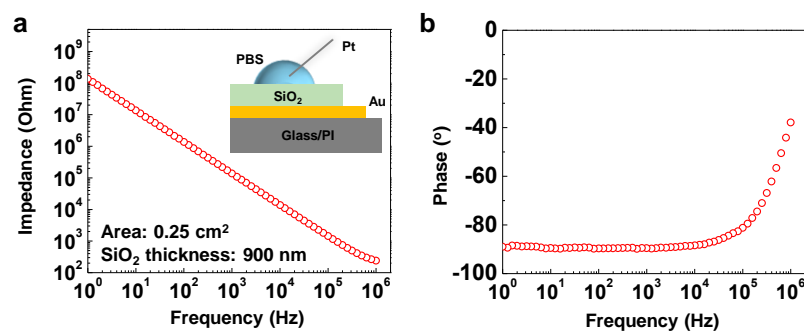 a
10⁹
10⁸
10⁷
10⁶
10⁵
10⁴
10³
10²
Impedance (Ohm)
PBS
Pt
SiO₂
Au
Glass/PI
Area: 0.25 cm²
SiO₂ thickness: 900 nm
10⁰ 10¹ 10² 10³ 10⁴ 10⁵ 10⁶
Frequency (Hz)
b
0
-20
-40
-60
-80
-100
Phase (º)
10⁰ 10¹ 10² 10³ 10⁴ 10⁵ 10⁶
Frequency (Hz)